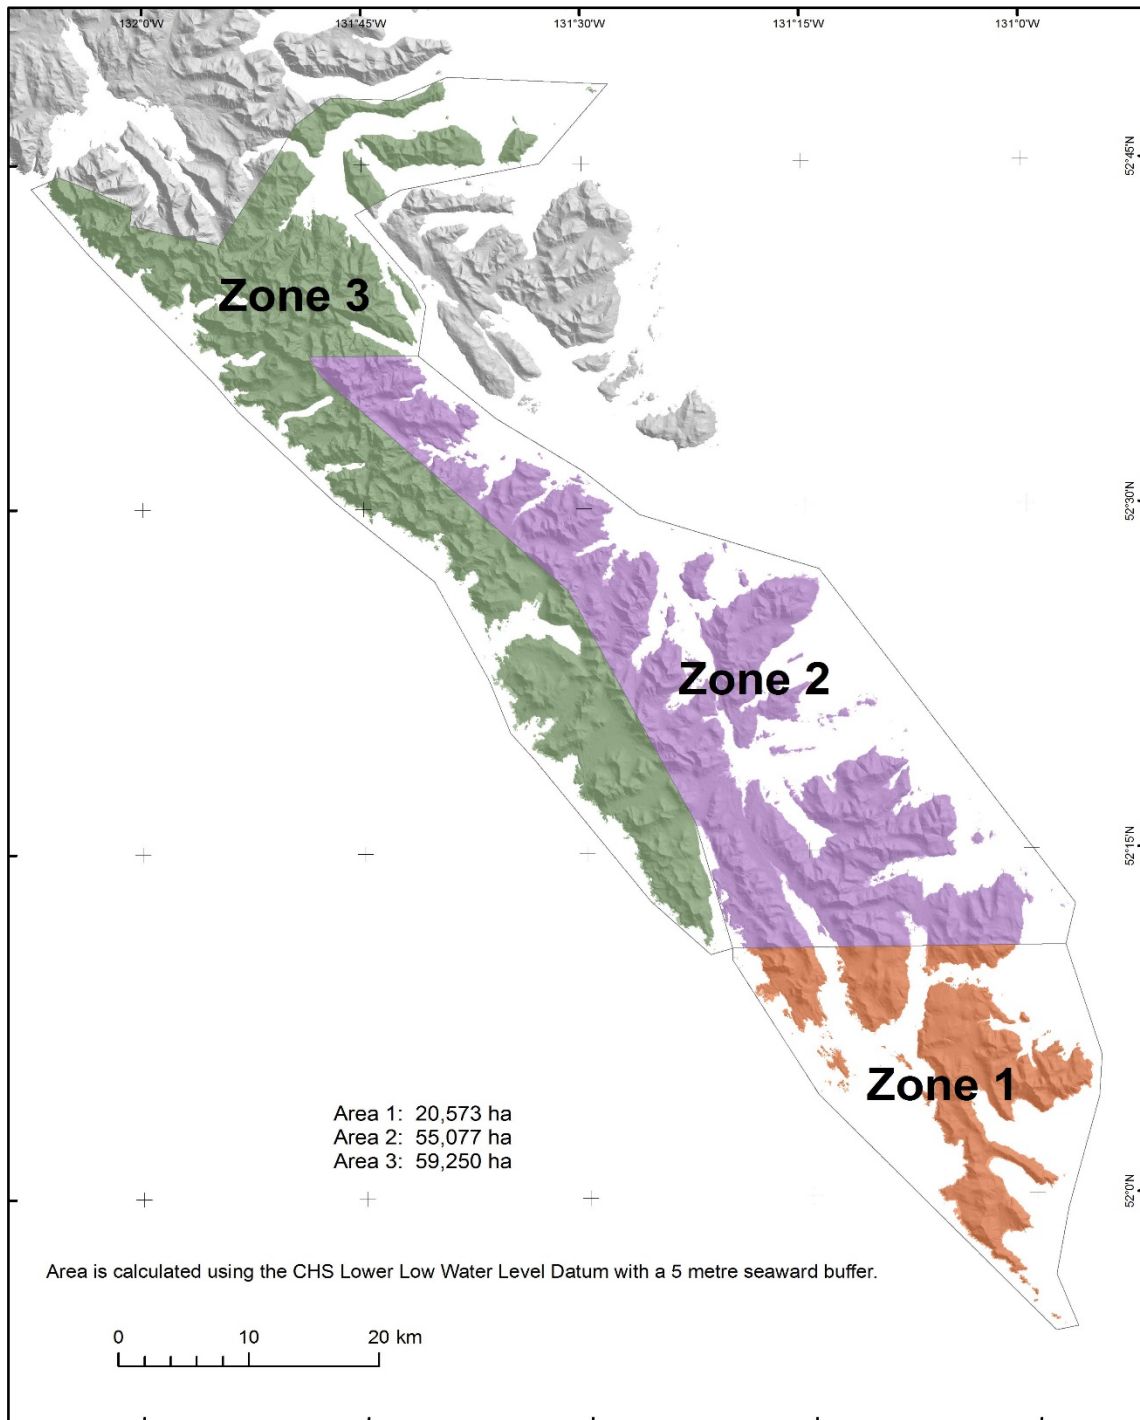 132°0'W 131°45'W 131°30'W 131°15'W 131°0'W
52°45'N
Zone 3
52°30'N
Zone 2
52°15'N
Zone 1
Area 1: 20,573 ha
Area 2: 55,077 ha
Area 3: 59,250 ha
52°0'N
Area is calculated using the CHS Lower Low Water Level Datum with a 5 metre seaward buffer.
0 10 20 km